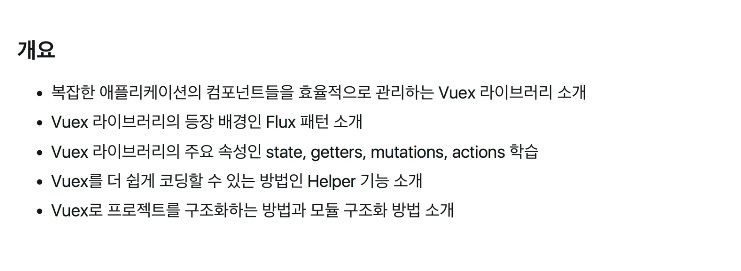 개요
• 복잡한 애플리케이션의 컴포넌트들을 효율적으로 관리하는 Vuex 라이브러리 소개
• Vuex 라이브러리의 등장 배경인 Flux 패턴 소개
• Vuex 라이브러리의 주요 속성인 state, getters, mutations, actions 학습
• Vuex를 더 쉽게 코딩할 수 있는 방법인 Helper 기능 소개
• Vuex로 프로젝트를 구조화하는 방법과 모듈 구조화 방법 소개